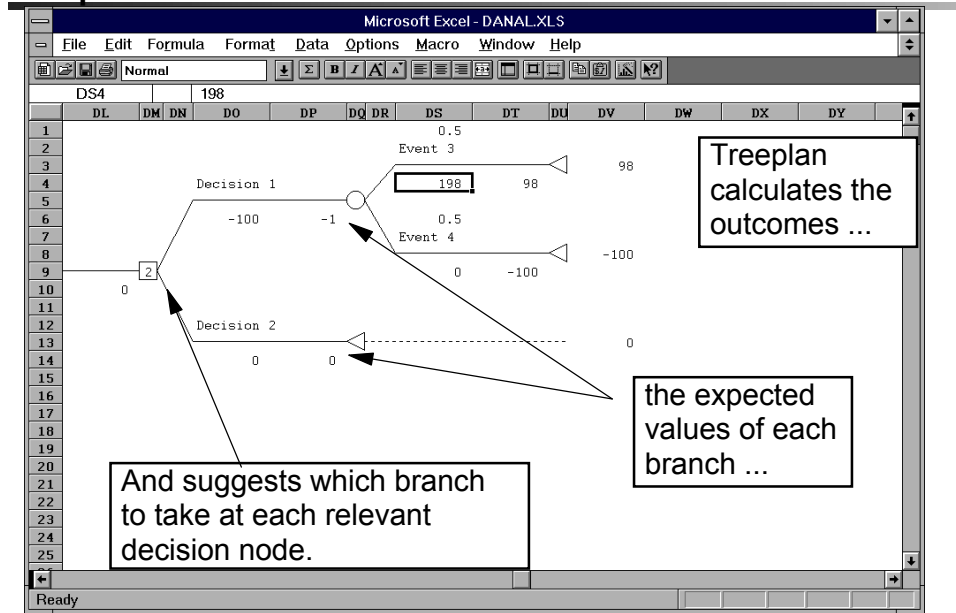 Microsoft Excel - DANAL.XLS
File Edit Formula Format Data Options Macro Window Help
Normal Σ B I A A
DS4 198
DL DM DN DO DP DQ DR DS DT DU DV DW DX DY
1 0.5
2 Event 3
3 98
4 Decision 1 198 98
5
6 -100 -1 0.5
7 Event 4
8 -100
9 2 0 -100
10 0
11
12 Decision 2
13 0
14 0 0
15
16
17
18
19
20
21
22
23
24
25
Treeplan
calculates the
outcomes ...
the expected
values of each
branch ...
And suggests which branch
to take at each relevant
decision node.
Ready